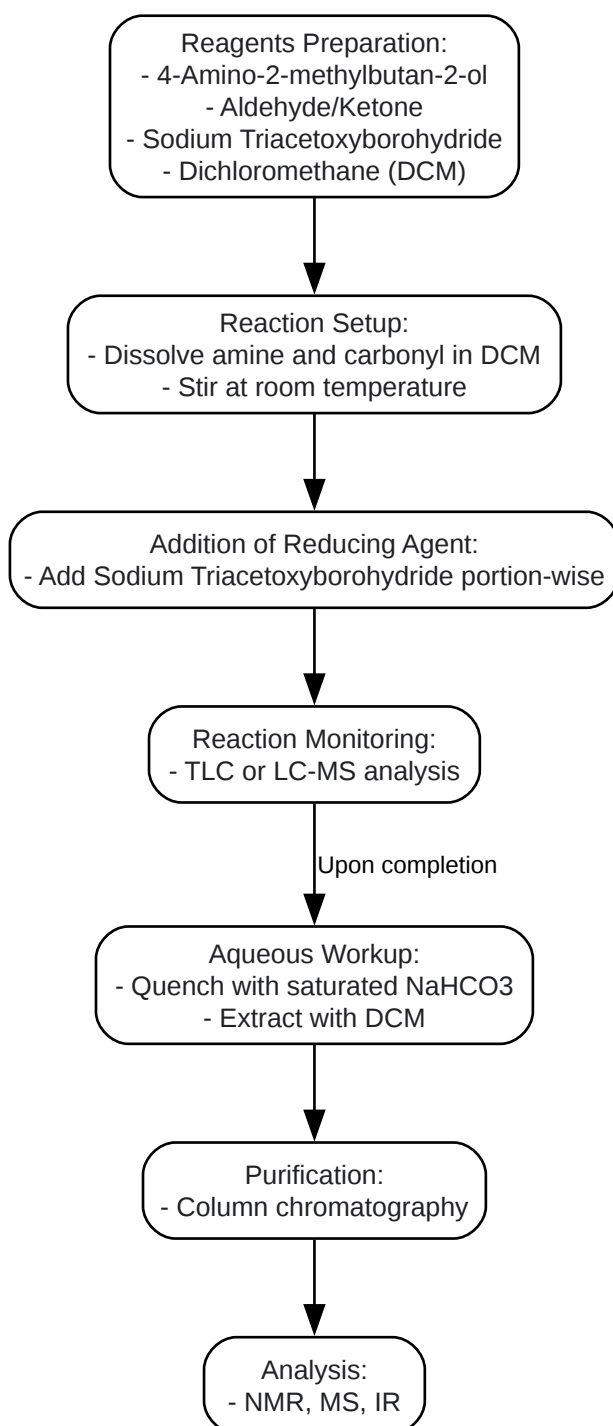 Reagents Preparation:
- 4-Amino-2-methylbutan-2-ol
- Aldehyde/Ketone
- Sodium Triacetoxyborohydride
- Dichloromethane (DCM)
Reaction Setup:
- Dissolve amine and carbonyl in DCM
- Stir at room temperature
Addition of Reducing Agent:
- Add Sodium Triacetoxyborohydride portion-wise
Reaction Monitoring:
- TLC or LC-MS analysis
Upon completion
Aqueous Workup:
- Quench with saturated NaHCO3
- Extract with DCM
Purification:
- Column chromatography
Analysis:
- NMR, MS, IR